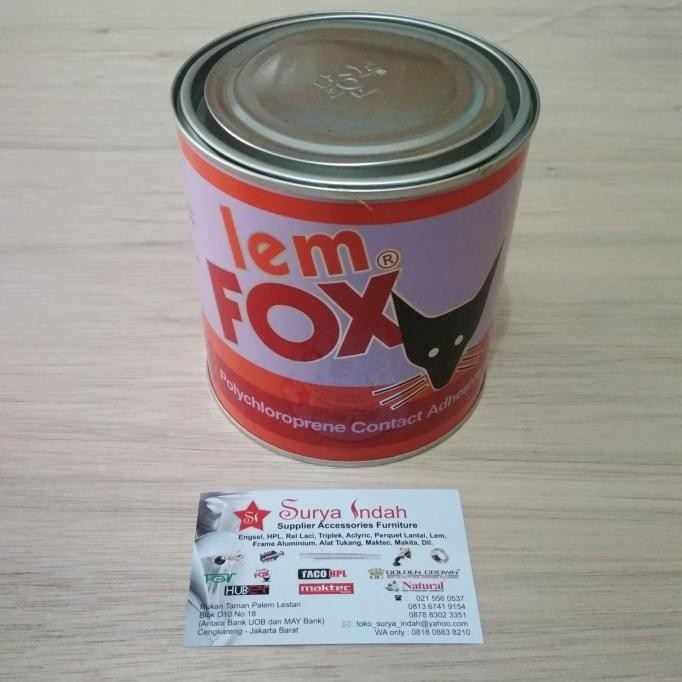 lem
FOX®
Polychloroprene Contact Adhesive
Surya Indah
Supplier Accessories Furniture
Engsel, HPL, Rel Laci, Triplek, Aclyric, Perquet Lantai, Lem,
Frame Aluminium, Alat Tukang, Maktec, Makita, Dll.
FOX
TACO HPL
GOLDEN CROWN
HUBEN
maktec
Natural
Rukan Taman Palem Lestari
Blok D10 No.18
(Antara Bank UOB dan MAY Bank)
Cengkareng - Jakarta Barat
021 556 0537
0813 6741 9154
0878 8302 3351
: toko_surya_indah@yahoo.com
WA only : 0818 0883 8210